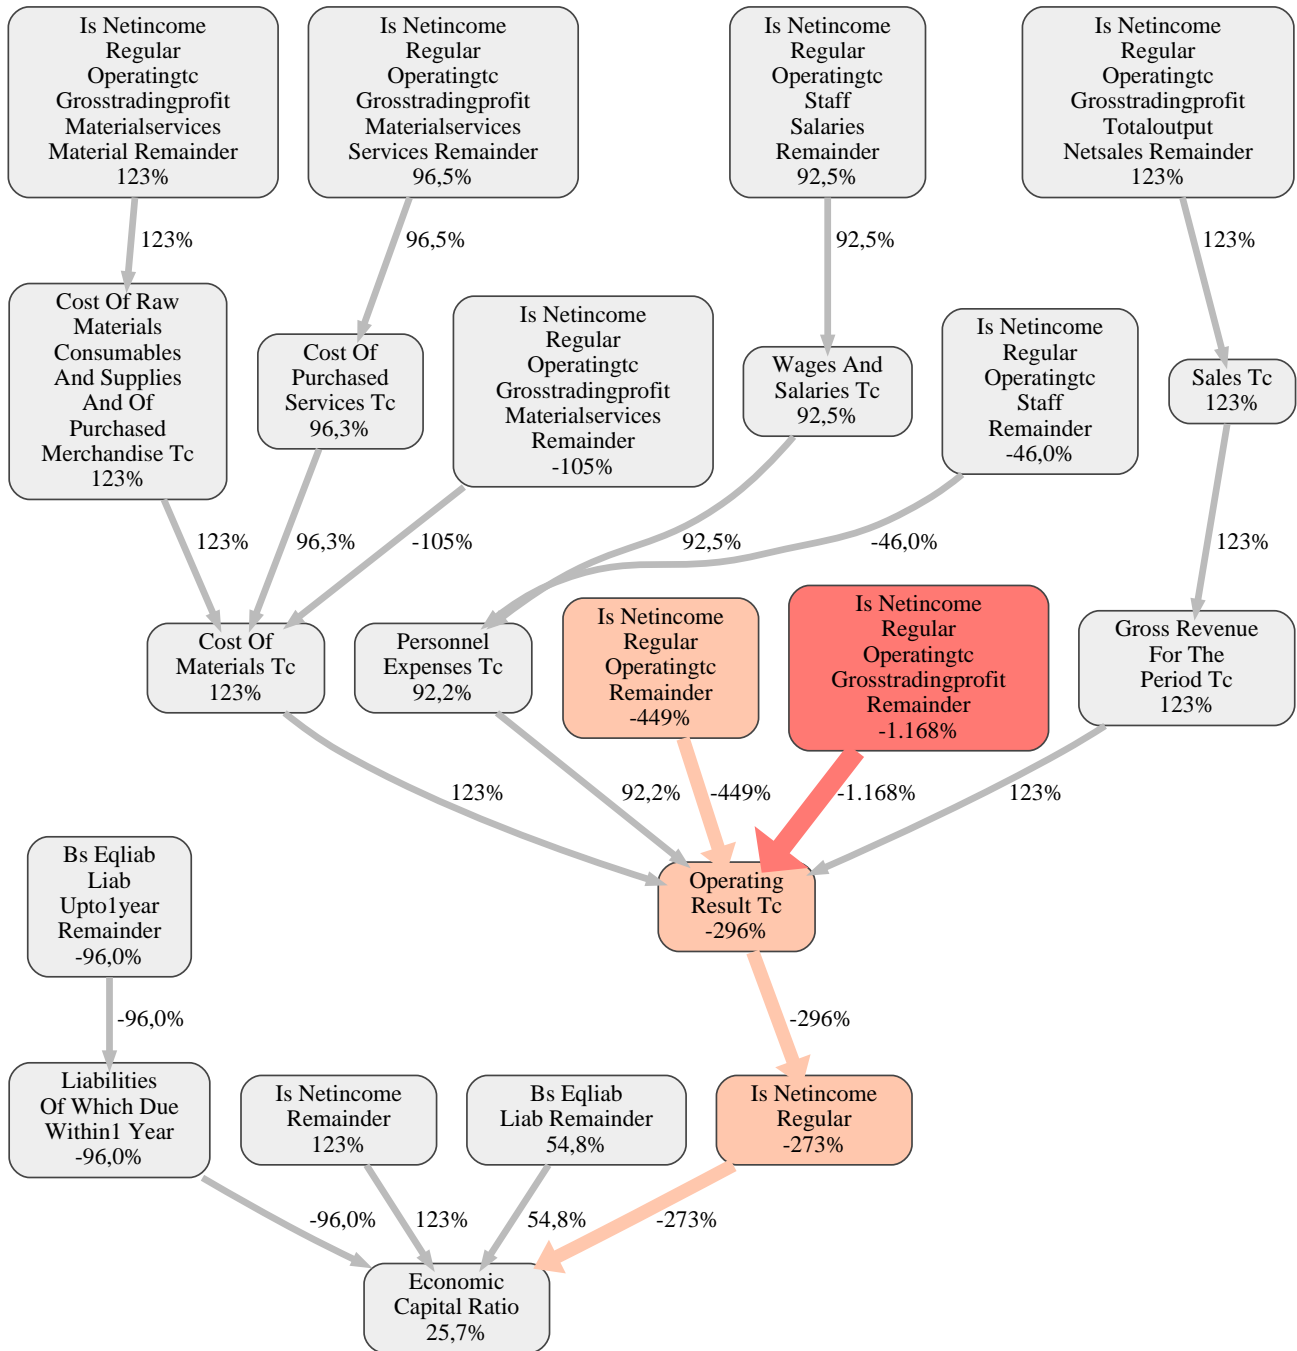 Is Netincome
Regular
Operatingtc
Grosstradingprofit
Materialservices
Material Remainder
123%
Is Netincome
Regular
Operatingtc
Grosstradingprofit
Materialservices
Services Remainder
96,5%
Is Netincome
Regular
Operatingtc
Staff
Salaries
Remainder
92,5%
Is Netincome
Regular
Operatingtc
Grosstradingprofit
Totaloutput
Netsales Remainder
123%
123%
96,5%
92,5%
123%
Cost Of Raw
Materials
Consumables
And Supplies
And Of
Purchased
Merchandise Tc
123%
Cost Of
Purchased
Services Tc
96,3%
Is Netincome
Regular
Operatingtc
Grosstradingprofit
Materialservices
Remainder
-105%
Wages And
Salaries Tc
92,5%
Is Netincome
Regular
Operatingtc
Staff
Remainder
-46,0%
Sales Tc
123%
123%
96,3%
-105%
92,5%
-46,0%
123%
Cost Of
Materials Tc
123%
Personnel
Expenses Tc
92,2%
Is Netincome
Regular
Operatingtc
Remainder
-449%
Is Netincome
Regular
Operatingtc
Grosstradingprofit
Remainder
-1.168%
Gross Revenue
For The
Period Tc
123%
123%
92,2%
-449%
-1.168%
123%
Bs Eqliab
Liab
Upto1year
Remainder
-96,0%
Operating
Result Tc
-296%
-96,0%
-296%
Liabilities
Of Which Due
Within1 Year
-96,0%
Is Netincome
Remainder
123%
Bs Eqliab
Liab Remainder
54,8%
Is Netincome
Regular
-273%
-96,0%
123%
54,8%
-273%
Economic
Capital Ratio
25,7%